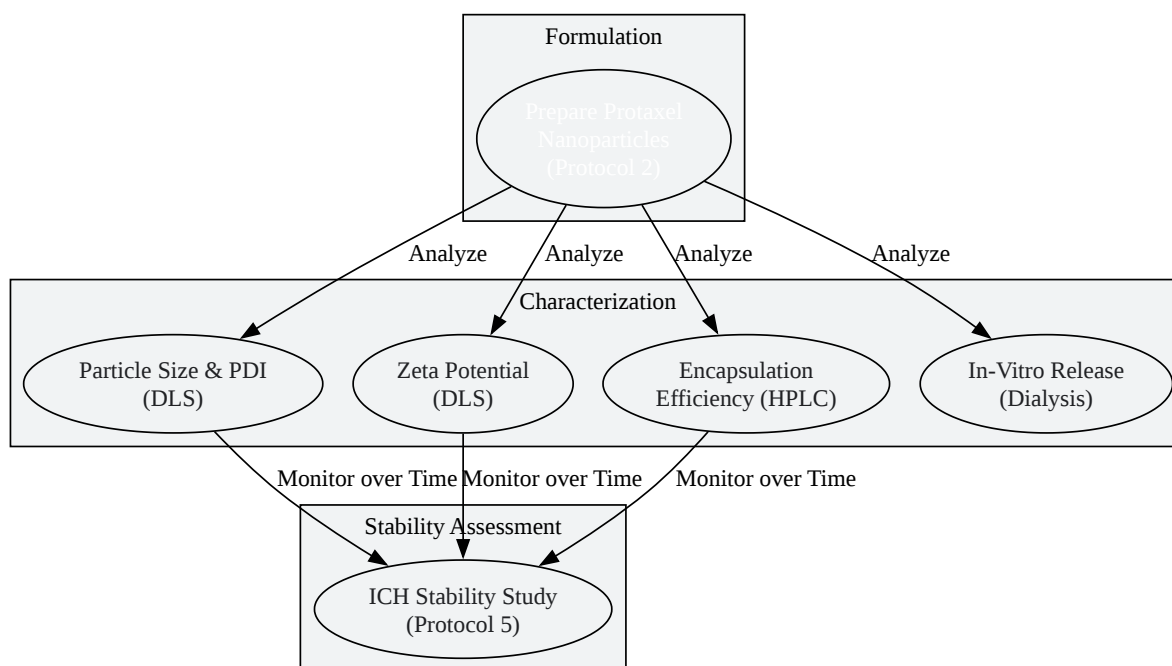 Formulation
Prepare Protaxel
Nanoparticles
(Protocol 2)
Analyze
Analyze
Analyze
Analyze
Characterization
Particle Size & PDI
(DLS)
Zeta Potential
(DLS)
Encapsulation
Efficiency (HPLC)
In-Vitro Release
(Dialysis)
Monitor over Time
Monitor over Time
Monitor over Time
Stability Assessment
ICH Stability Study
(Protocol 5)